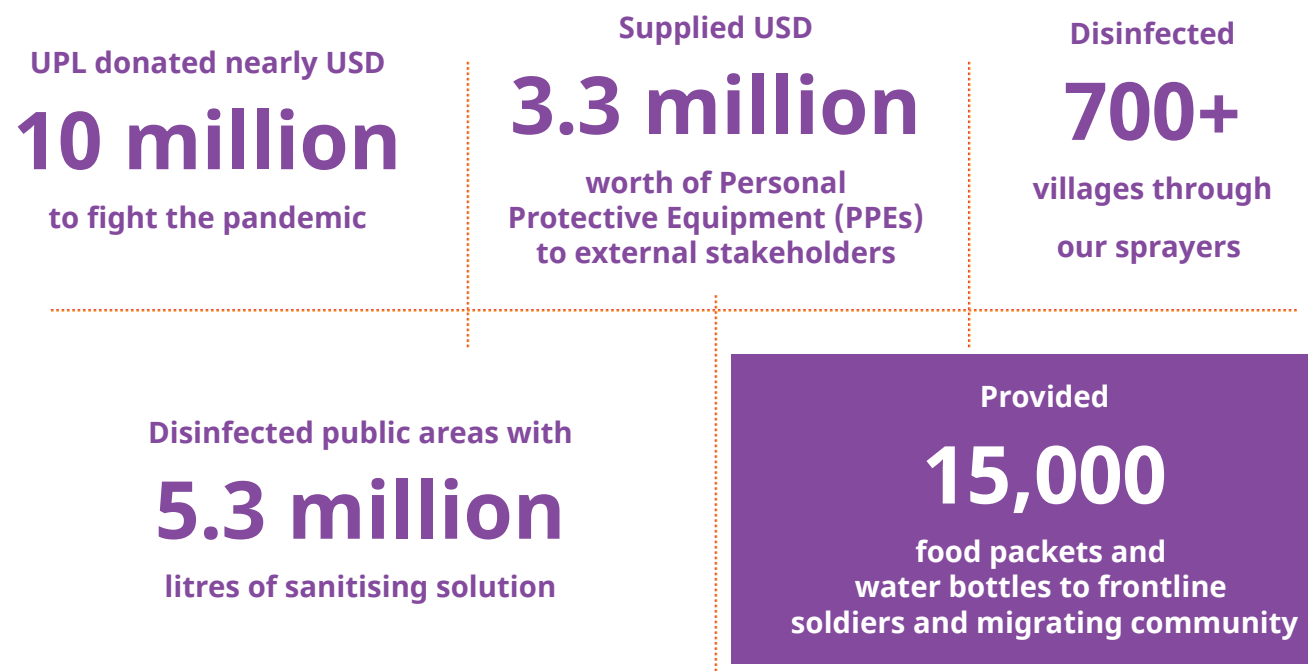 UPL donated nearly USD
10 million
to fight the pandemic
Supplied USD
3.3 million
worth of Personal
Protective Equipment (PPEs)
to external stakeholders
Disinfected
700+
villages through
our sprayers
Disinfected public areas with
5.3 million
litres of sanitising solution
Provided
15,000
food packets and
water bottles to frontline
soldiers and migrating community